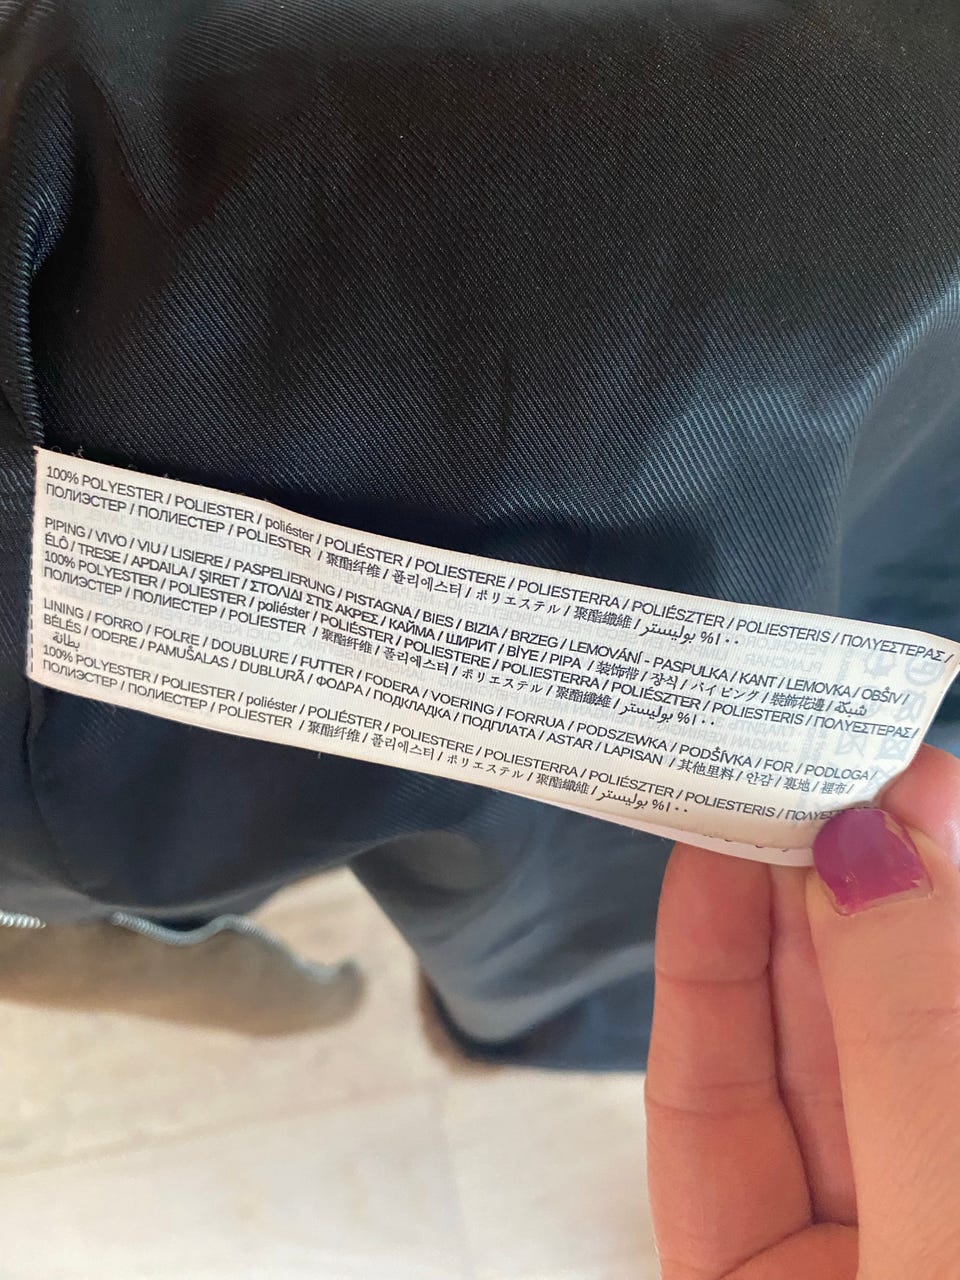 100% POLYESTER / POLIESTER / poliéster / POLIÉSTER / POLIESTERE / POLIESTERRA / POLIÉSZTER / POLIESTERIS / ΠΟΛΥΕΣΤΕΡΑΣ /
ПОЛИЭСТЕР / ПОЛИЕСТЕР / POLIESTER / 聚酯纤维 / 폴리에스터 / ポリエステル / 聚酯纖維 / بوليستر %١٠٠
PIPING / VIVO / VIU / LISIERE / PASPELIERUNG / PISTAGNA / BIES / BIZIA / BRZEG / LEMOVÁNÍ - PASPULKA / KANT / LEMOVKA / OBŠIV /
ÉLÕ / TRESE / APDAILA / ŞIRET / ΣΤΟΛΙΔΙ ΣΤΙΣ ΑΚΡΕΣ / КАЙМА / ШИРИТ / BİYE / PIPA / 装饰带 / 장식 / パイピング / 裝飾花邊 / شبكة
100% POLYESTER / POLIESTER / poliéster / POLIÉSTER / POLIESTERE / POLIESTERRA / POLIÉSZTER / POLIESTERIS / ΠΟΛΥΕΣΤΕΡΑΣ /
ПОЛИЭСТЕР / ПОЛИЕСТЕР / POLIESTER / 聚酯纤维 / 폴리에스터 / ポリエステル / 聚酯纖維 / بوليستر %١٠٠
LINING / FORRO / FOLRE / DOUBLURE / FUTTER / FODERA / VOERING / FORRUA / PODSZEWKA / PODŠÍVKA / FOR / PODLOGA /
BÉLÉS / ODERE / PAMUŠALAS / DUBLURĂ / ΦΟΔΡΑ / ПОДКЛАДКА / ПОДПЛАТА / ASTAR / LAPISAN / 其他里料 / 안감 / 裏地 / 裡布 /
بطانة
100% POLYESTER / POLIESTER / poliéster / POLIÉSTER / POLIESTERE / POLIESTERRA / POLIÉSZTER / POLIESTERIS /
ПОЛИЭСТЕР / ПОЛИЕСТЕР / POLIESTER / 聚酯纤维 / 폴리에스터 / ポリエステル / 聚酯纖維 / بوليستر %١٠٠